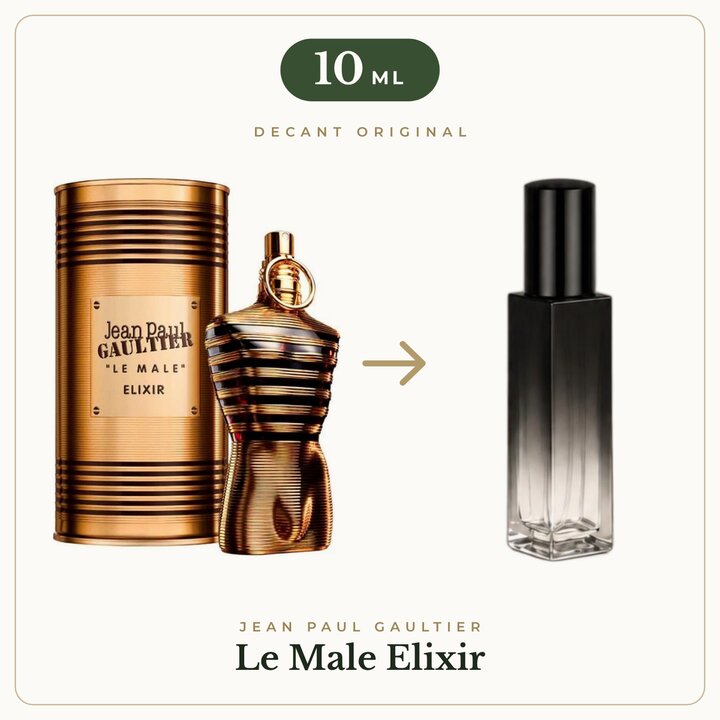 10 ML
DECANT ORIGINAL
Jean Paul
GAULTIER
"LE MALE"
ELIXIR
JEAN PAUL GAULTIER
Le Male Elixir